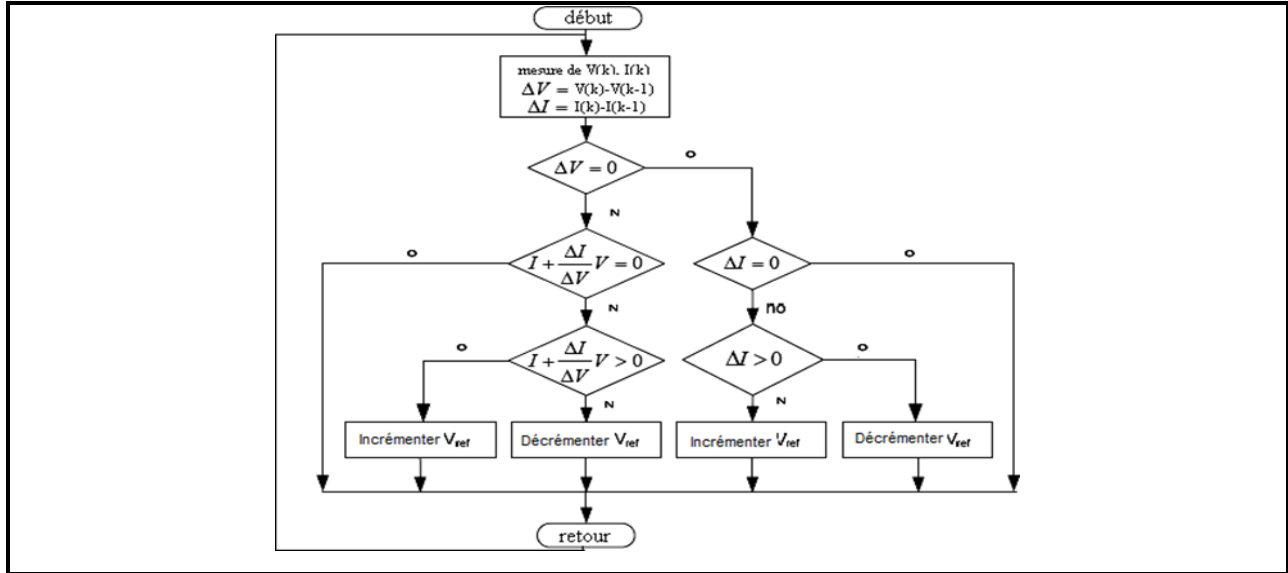 début
mesure de V(k), I(k)
ΔV = V(k)-V(k-1)
ΔI = I(k)-I(k-1)
ΔV = 0
o
N
I + ΔI/ΔV V = 0
o
ΔI = 0
o
N
no
I + ΔI/ΔV V > 0
o
ΔI > 0
o
N
N
Incrémenter Vref
Décrémenter Vref
Incrémenter Vref
Décrémenter Vref
retour